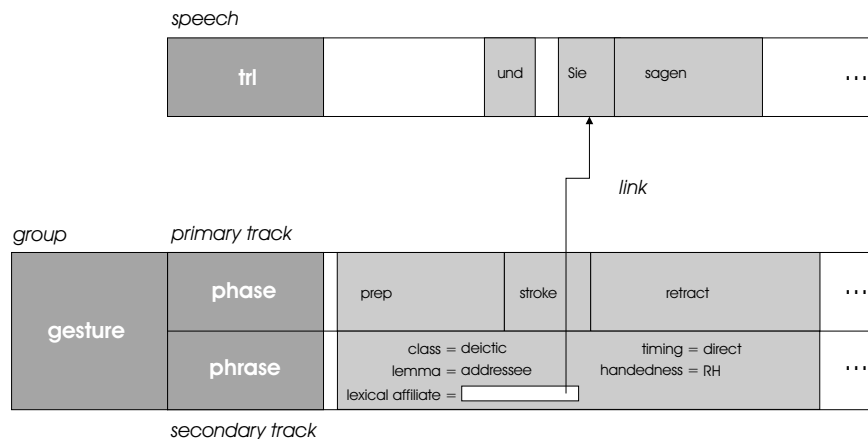 speech
trl und Sie sagen ...
link
group primary track
gesture
phase prep stroke retract ...
phrase
class = deictic timing = direct
lemma = addressee handedness = RH ...
lexical affiliate =
secondary track